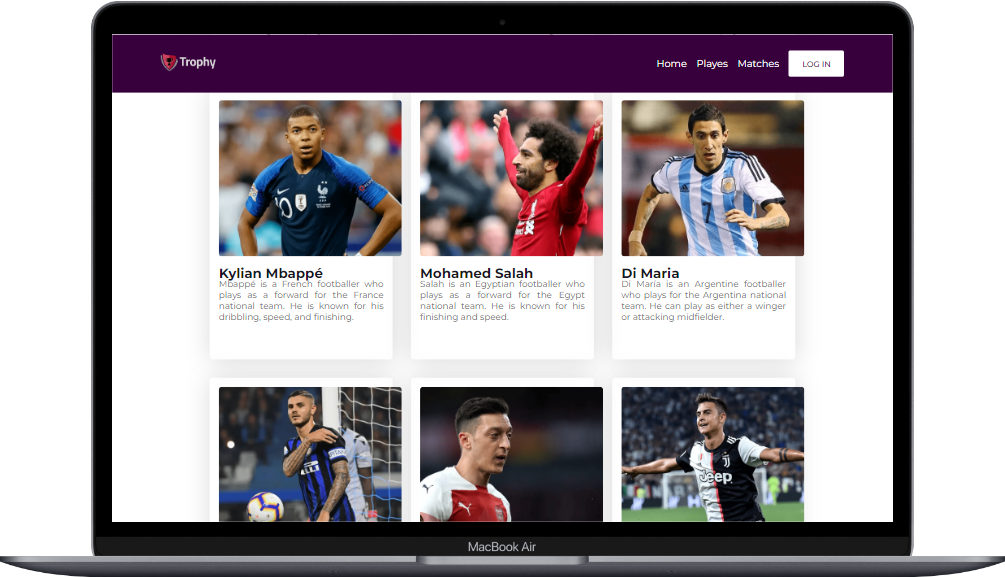 Trophy
Home Playes Matches LOG IN
10
7
Kylian Mbappé
Mbappé is a French footballer who
plays as a forward for the France
national team. He is known for his
dribbling, speed, and finishing.
Mohamed Salah
Salah is an Egyptian footballer who
plays as a forward for the Egypt
national team. He is known for his
finishing and speed.
Di Maria
Di María is an Argentine footballer
who plays for the Argentina national
team. He can play as either a winger
or attacking midfielder.
Jeep
MacBook Air